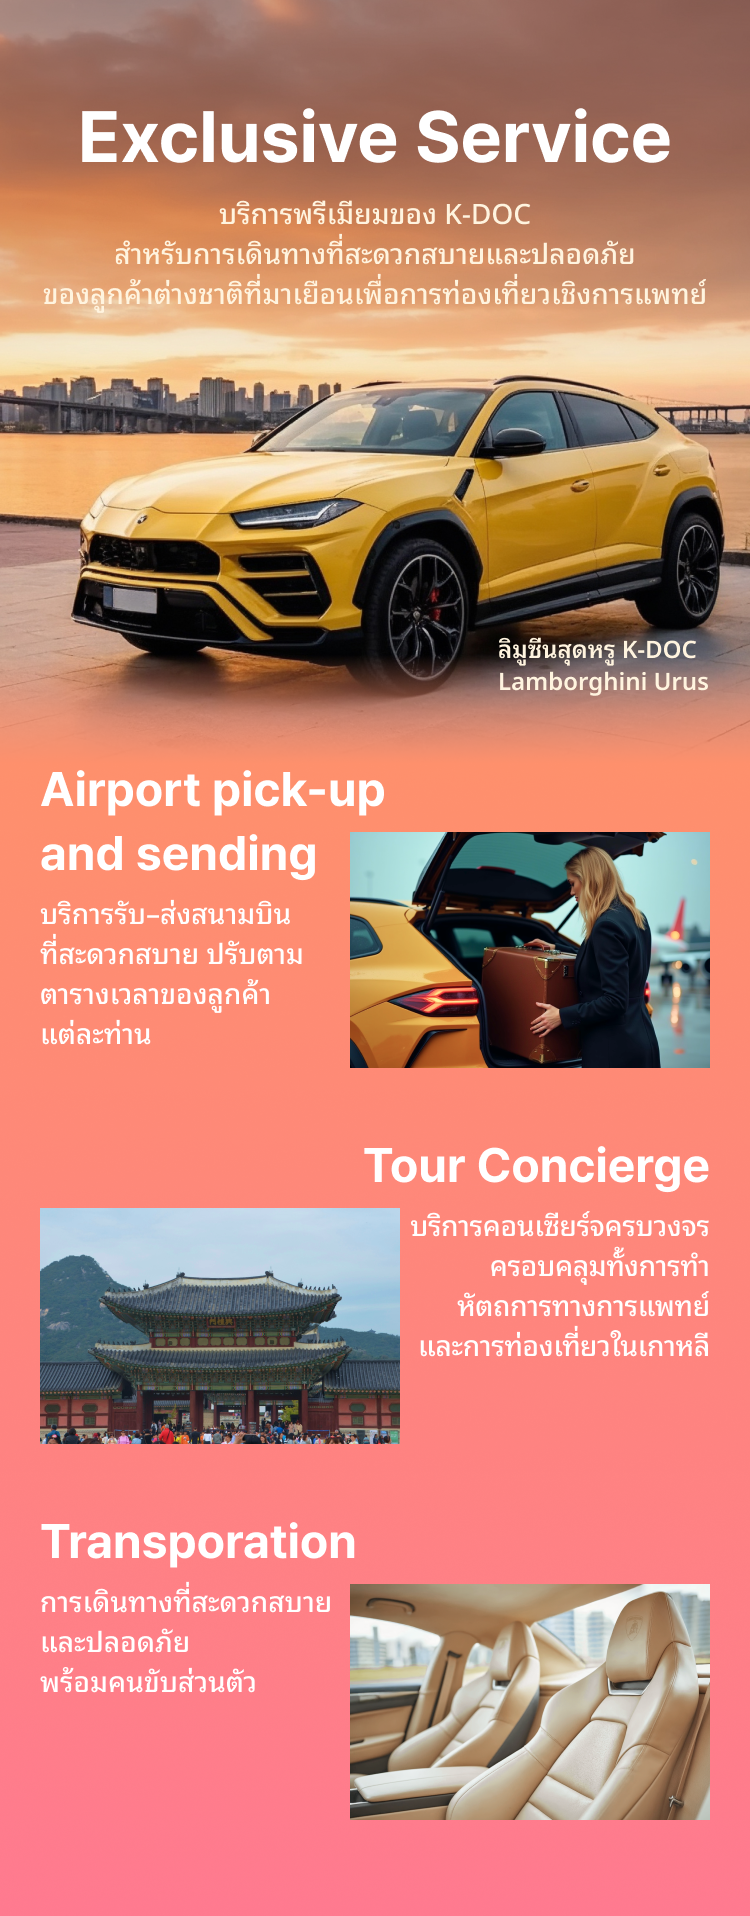 Exclusive Service
บริการพรีเมียมของ K-DOC
สำหรับการเดินทางที่สะดวกสบายและปลอดภัย
ของลูกค้าต่างชาติที่มาเยือนเพื่อการท่องเที่ยวเชิงการแพทย์
ลิมูซีนสุดหรู K-DOC
Lamborghini Urus
Airport pick-up
and sending
บริการรับ-ส่งสนามบิน
ที่สะดวกสบาย ปรับตาม
ตารางเวลาของลูกค้า
แต่ละท่าน
Tour Concierge
บริการคอนเซียร์จครบวงจร
ครอบคลุมทั้งการทำ
หัตถการทางการแพทย์
และการท่องเที่ยวในเกาหลี
Transporation
การเดินทางที่สะดวกสบาย
และปลอดภัย
พร้อมคนขับส่วนตัว